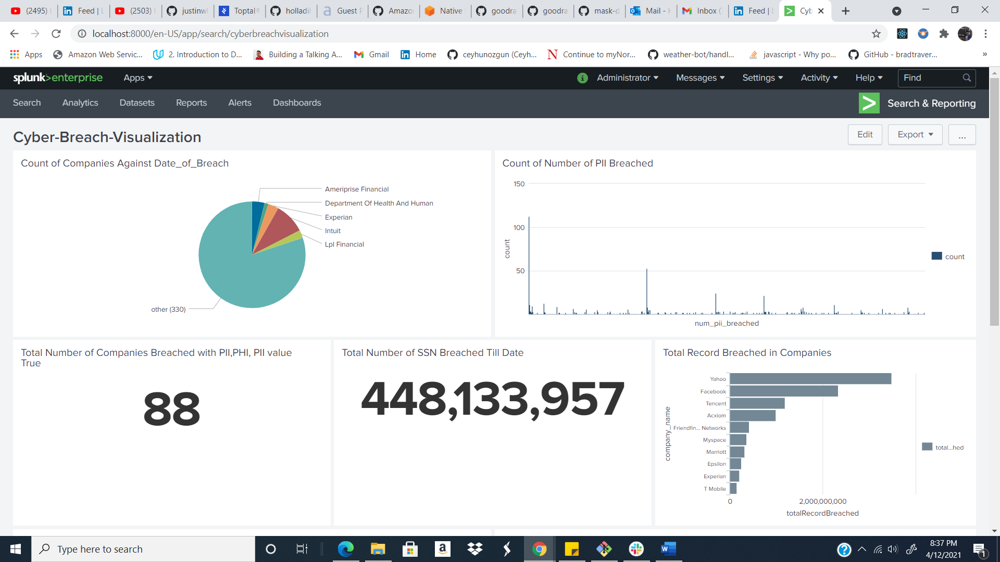 (2495)
Feed | L
(2503)
justinwl
Toptal®
holladil
Guest P
Amazo
Native
goodra
goodra
mask-d
Mail -
Inbox (
Feed |
Cyb
localhost:8000/en-US/app/search/cyberbreachvisualization
Apps
Amazon Web Servic...
2. Introduction to D...
Building a Talking A...
Gmail
Home
ceyhunozgun (Ceyh...
Continue to myNor...
weather-bot/handl...
javascript - Why po...
GitHub - bradtraver...
»
splunk>enterprise
Apps
i
Administrator
Messages
Settings
Activity
Help
Find
Search
Analytics
Datasets
Reports
Alerts
Dashboards
Search & Reporting
Cyber-Breach-Visualization
Edit
Export
...
Count of Companies Against Date_of_Breach
Ameriprise Financial
Department Of Health And Human
Experian
Intuit
Lpl Financial
other (330)
Count of Number of PII Breached
150
100
50
count
num_pii_breached
count
Total Number of Companies Breached with PII,PHI, PII value
True
88
Total Number of SSN Breached Till Date
448,133,957
Total Record Breached in Companies
Yahoo
Facebook
Tencent
Acxiom
Friendfin... Networks
Myspace
Marriott
Epsilon
Experian
T Mobile
company_name
0
2,000,000,000
totalRecordBreached
total...hed
Type here to search
8:37 PM
4/12/2021
1